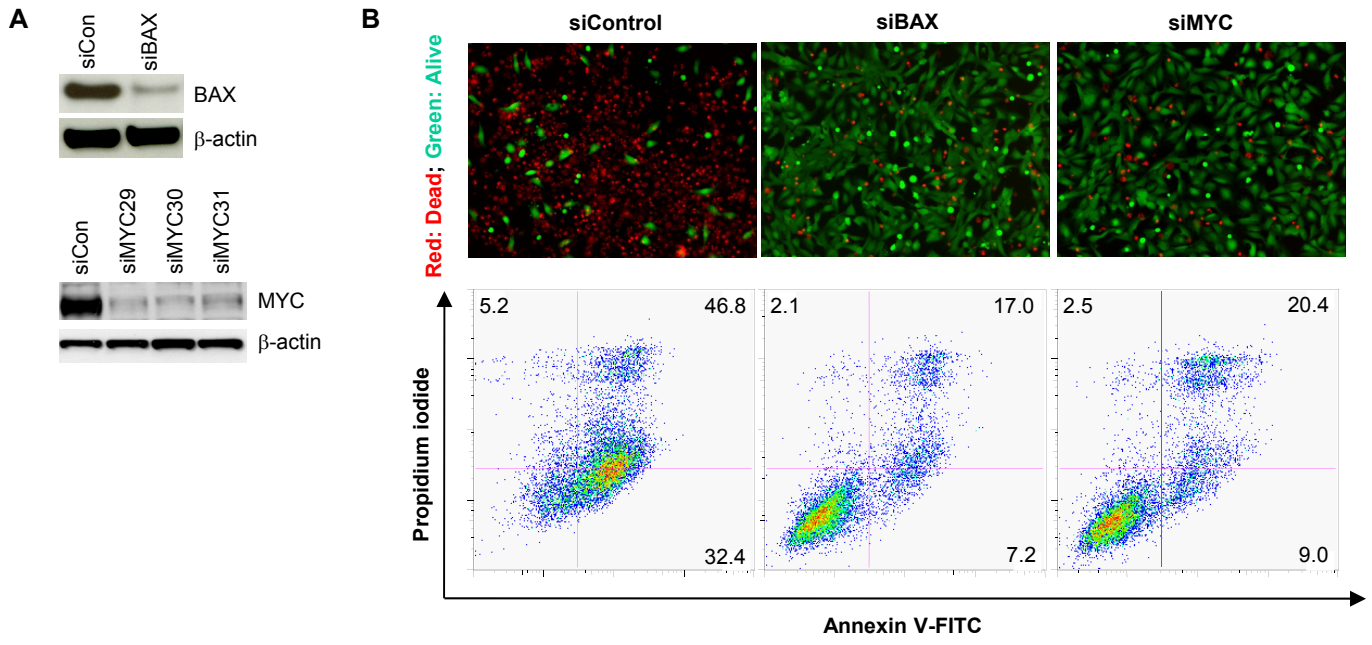 A
siCon
siBAX
BAX
β-actin
siCon
siMYC29
siMYC30
siMYC31
MYC
β-actin
B
siControl
siBAX
siMYC
Red: Dead; Green: Alive
5.2
46.8
32.4
2.1
17.0
7.2
2.5
20.4
9.0
Propidium iodide
Annexin V-FITC